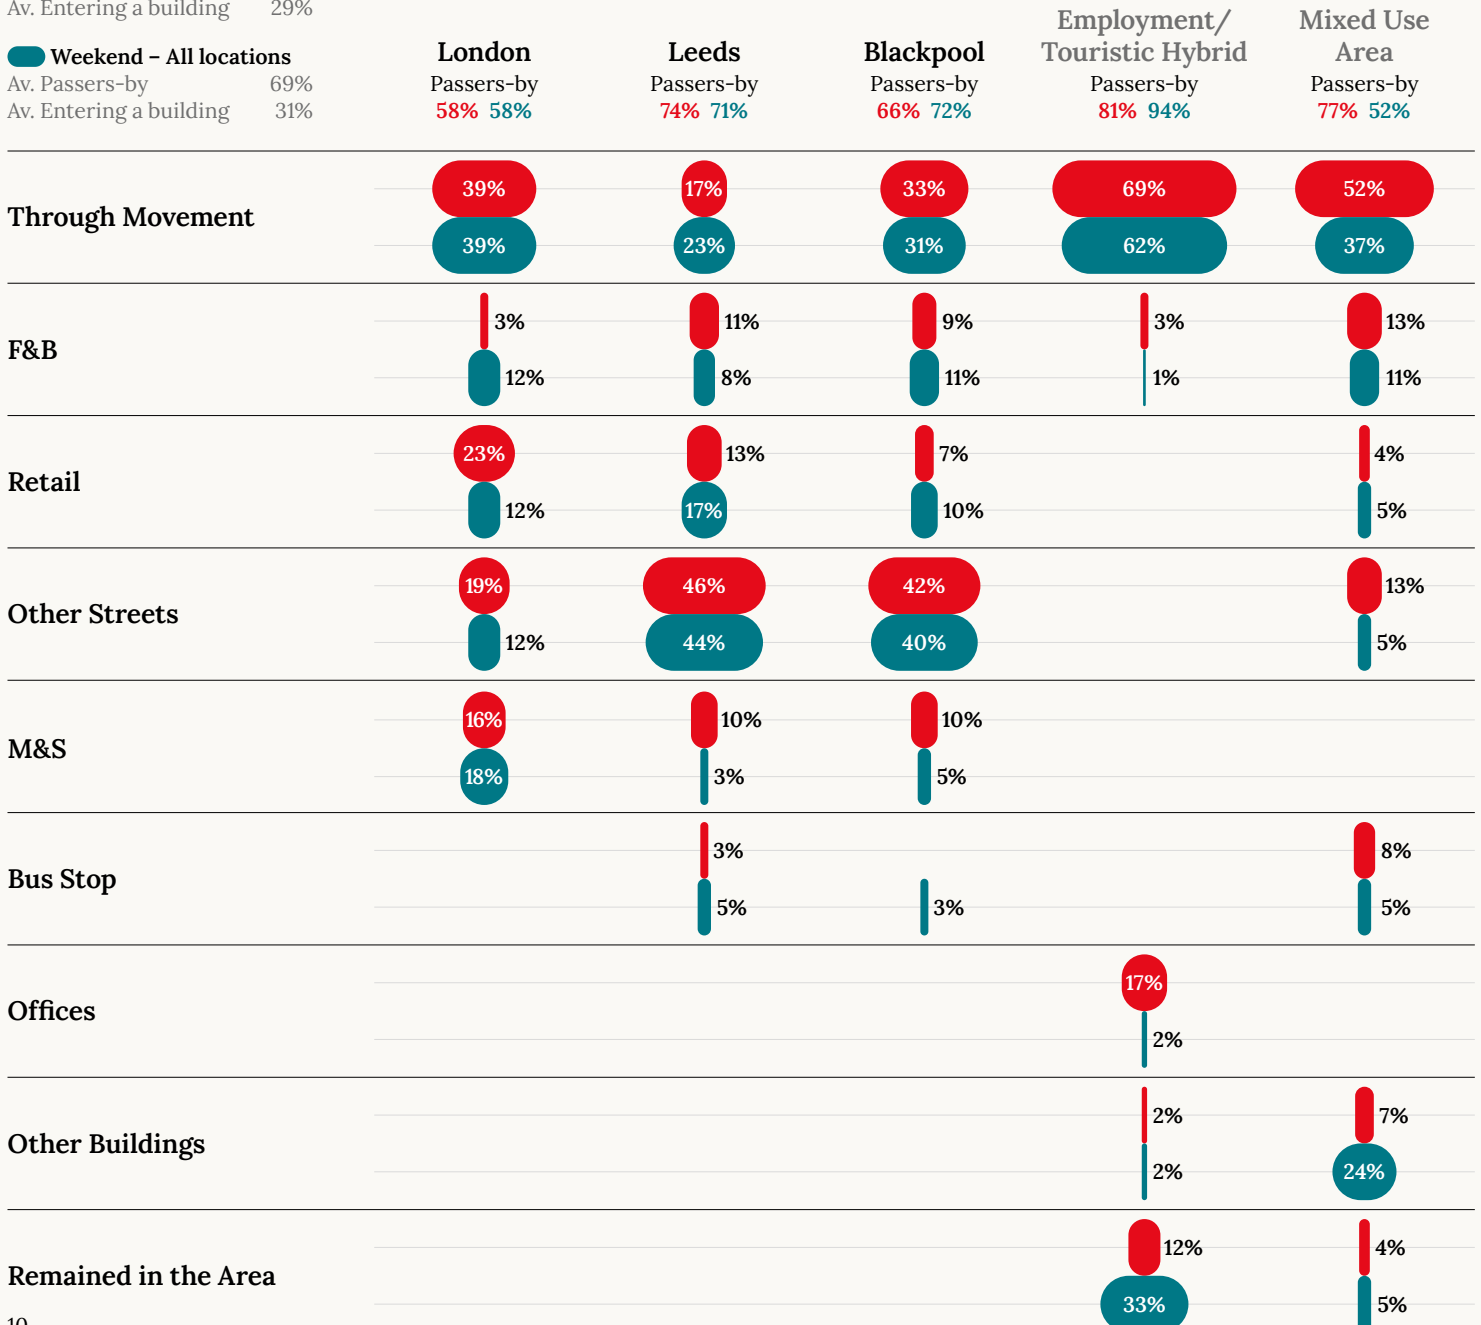 Av. Entering a building 29%
Weekend – All locations
Av. Passers-by 69%
Av. Entering a building 31%
London
Passers-by
58% 58%
Leeds
Passers-by
74% 71%
Blackpool
Passers-by
66% 72%
Employment/
Touristic Hybrid
Passers-by
81% 94%
Mixed Use
Area
Passers-by
77% 52%
Through Movement
39% 17% 33% 69% 52%
39% 23% 31% 62% 37%
F&B
3% 11% 9% 3% 13%
12% 8% 11% 1% 11%
Retail
23% 13% 7% 4%
12% 17% 10% 5%
Other Streets
19% 46% 42% 13%
12% 44% 40% 5%
M&S
16% 10% 10%
18% 3% 5%
Bus Stop
3% 8%
5% 3% 5%
Offices
17%
2%
Other Buildings
2% 7%
2% 24%
Remained in the Area
12% 4%
33% 5%
10